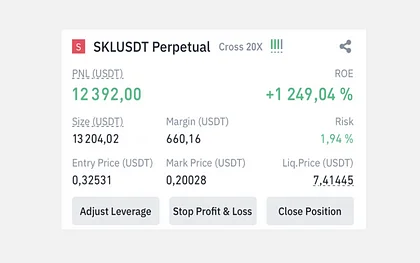 S SKLUSDT Perpetual Cross 20X
PNL (USDT) ROE
12 392,00 +1 249,04 %
Size (USDT) Margin (USDT) Risk
13 204,02 660,16 1,94 %
Entry Price (USDT) Mark Price (USDT) Liq.Price (USDT)
0,32531 0,20028 7,41445
Adjust Leverage Stop Profit & Loss Close Position